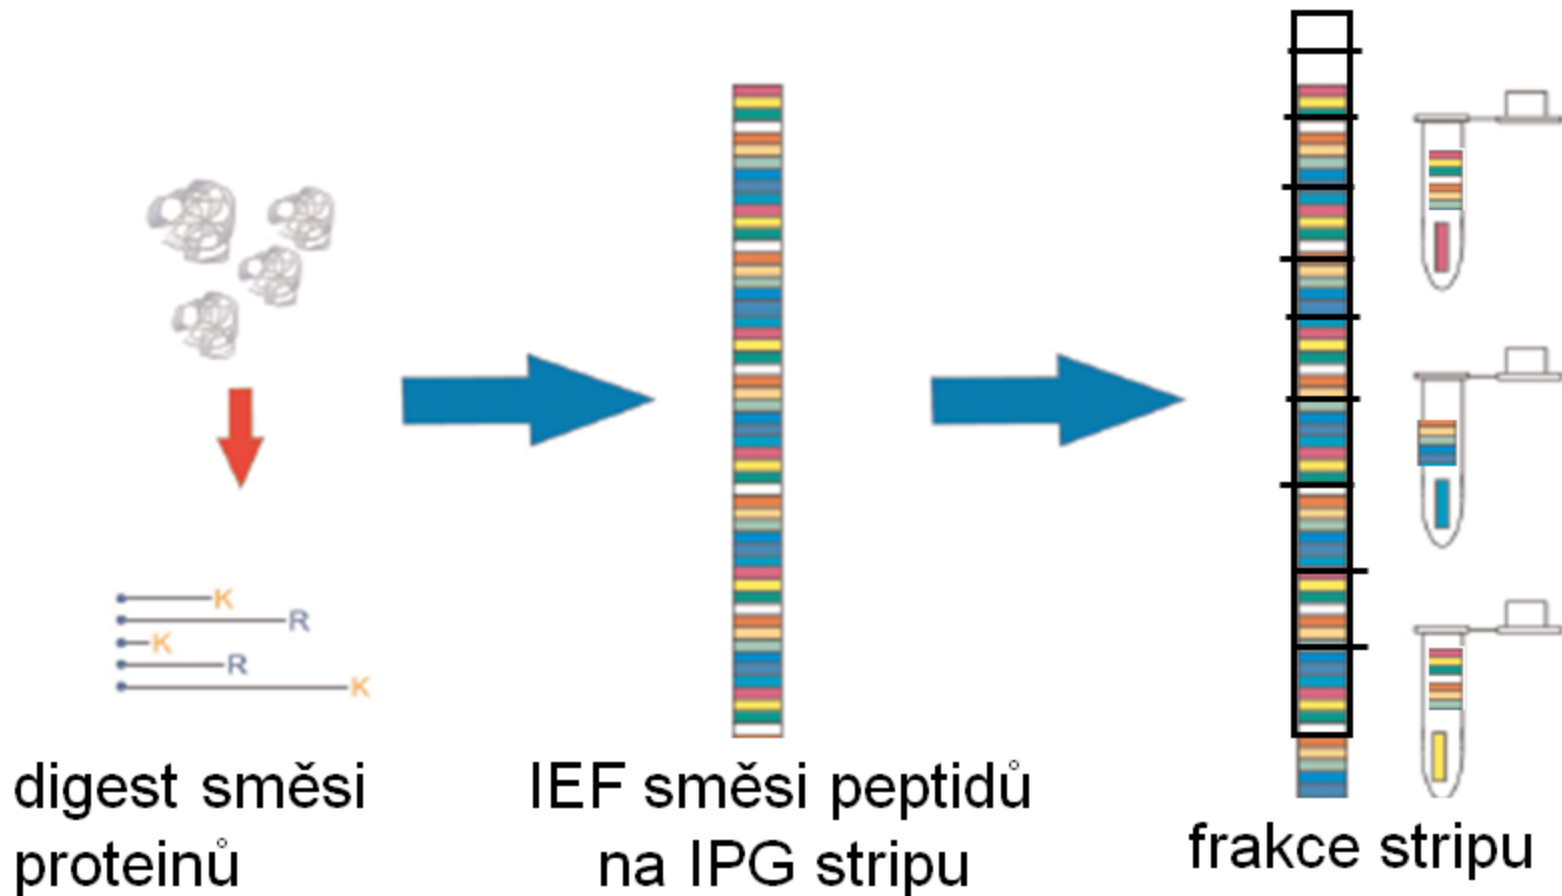 K
R
K
R
K
digest směsi
proteinů
IEF směsi peptidů
na IPG stripu
frakce stripu